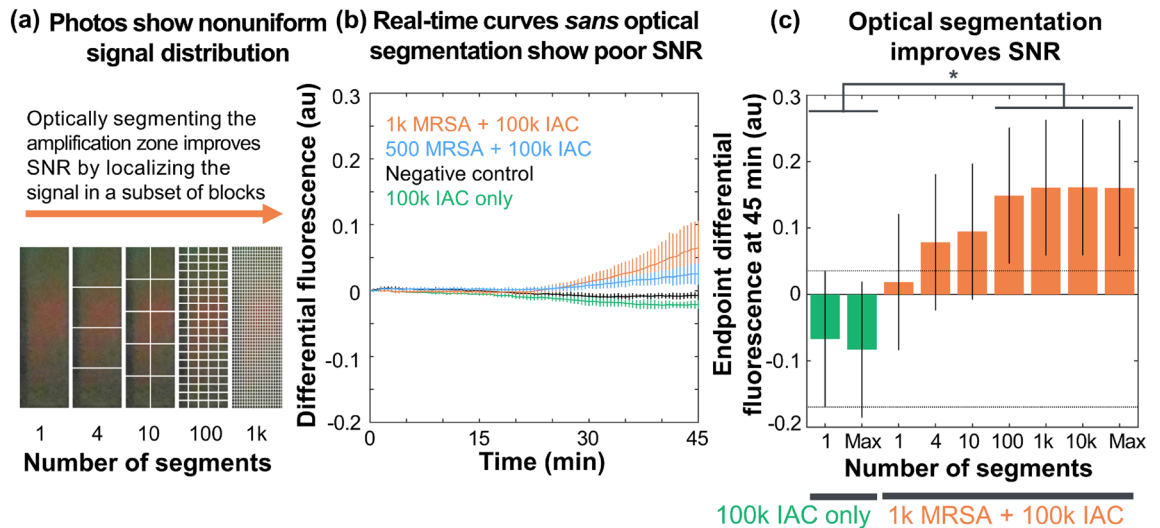 (a) Photos show nonuniform
signal distribution
Optically segmenting the
amplification zone improves
SNR by localizing the
signal in a subset of blocks
1 4 10 100 1k
Number of segments
(b) Real-time curves sans optical
segmentation show poor SNR
Differential fluorescence (au)
0.3
0.2
0.1
0
-0.1
-0.2
1k MRSA + 100k IAC
500 MRSA + 100k IAC
Negative control
100k IAC only
0 15 30 45
Time (min)
(c) Optical segmentation
improves SNR
Endpoint differential
fluorescence at 45 min (au)
*
0.3
0.2
0.1
0
-0.1
-0.2
1 Max 1 4 10 100 1k 10k Max
Number of segments
100k IAC only 1k MRSA + 100k IAC